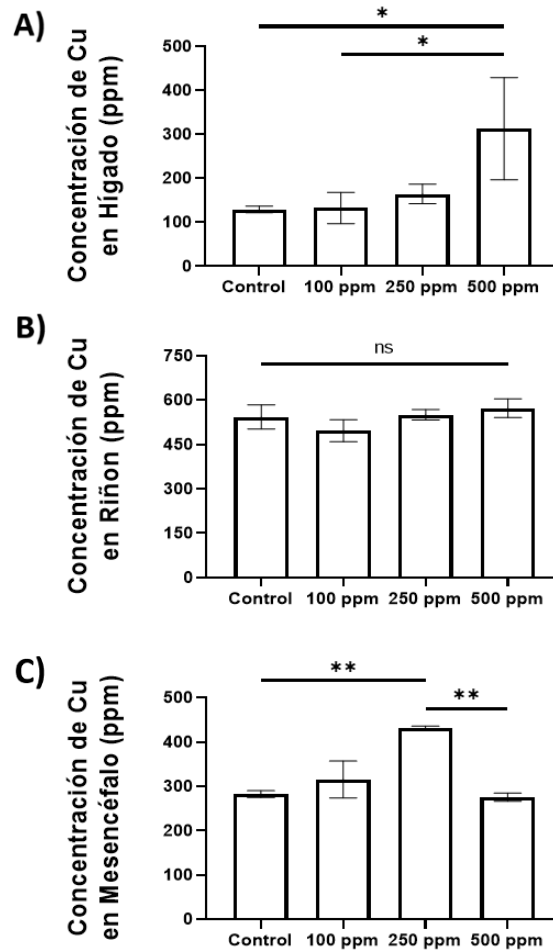 A)
Concentración de Cu
en Hígado (ppm)
500
400
300
200
100
0
*
*
Control 100 ppm 250 ppm 500 ppm
B)
Concentración de Cu
en Riñon (ppm)
750
600
450
300
150
0
ns
Control 100 ppm 250 ppm 500 ppm
C)
Concentración de Cu
en Mesencéfalo (ppm)
500
400
300
200
100
0
**
**
Control 100 ppm 250 ppm 500 ppm